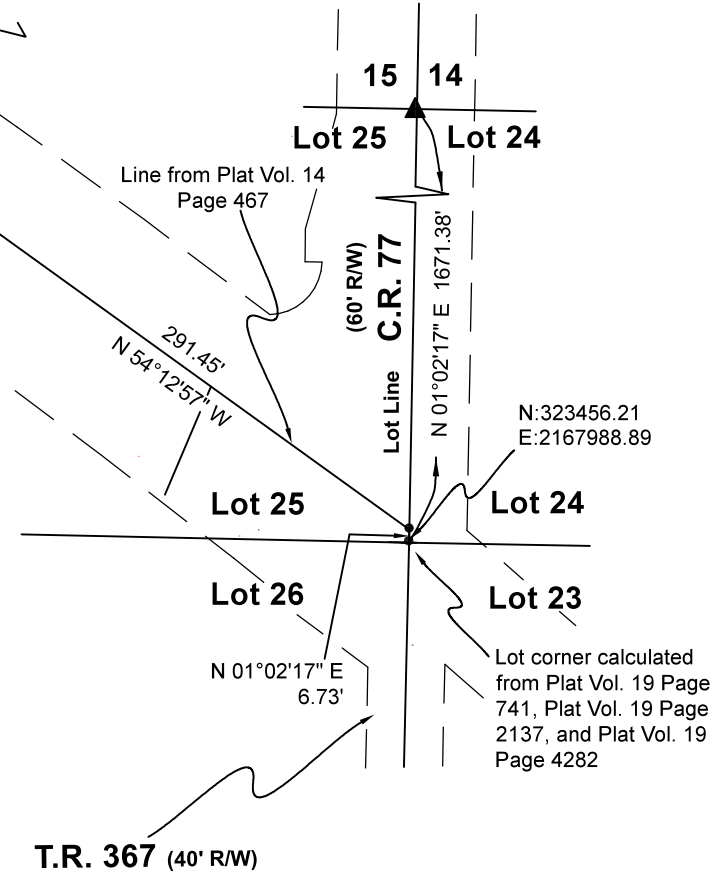 15 14
Lot 25
Lot 24
Line from Plat Vol. 14
Page 467
(60' R/W)
C.R. 77
Lot Line
N 01°02'17" E 1671.38'
291.45'
N 54°12'57" W
N:323456.21
E:2167988.89
Lot 25
Lot 24
Lot 26
Lot 23
N 01°02'17" E
6.73'
Lot corner calculated
from Plat Vol. 19 Page
741, Plat Vol. 19 Page
2137, and Plat Vol. 19
Page 4282
T.R. 367 (40' R/W)